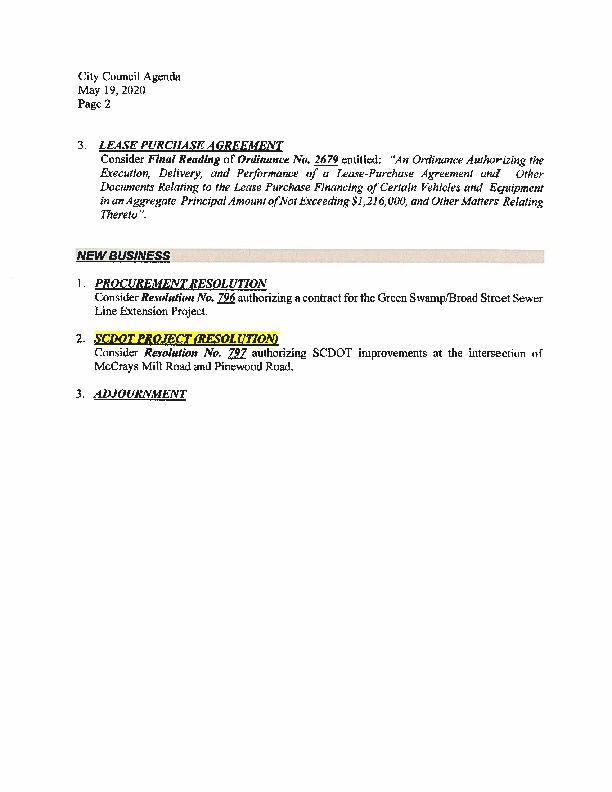 City Council Agenda
May 19, 2020
Page 2
3. LEASE PURCHASE AGREEMENT
Consider Final Reading of Ordinance No. 2679 entitled: "An Ordinance Authorizing the
Execution, Delivery, and Performance of a Lease-Purchase Agreement and Other
Documents Relating to the Lease Purchase Financing of Certain Vehicles and Equipment
in an Aggregate Principal Amount of Not Exceeding $1,216,000, and Other Matters Relating
Thereto".
NEW BUSINESS
1. PROCUREMENT RESOLUTION
Consider Resolution No. 796 authorizing a contract for the Green Swamp/Broad Street Sewer
Line Extension Project.
2. SCDOT PROJECT (RESOLUTION)
Consider Resolution No. 797 authorizing SCDOT improvements at the intersection of
McCrays Mill Road and Pinewood Road.
3. ADJOURNMENT